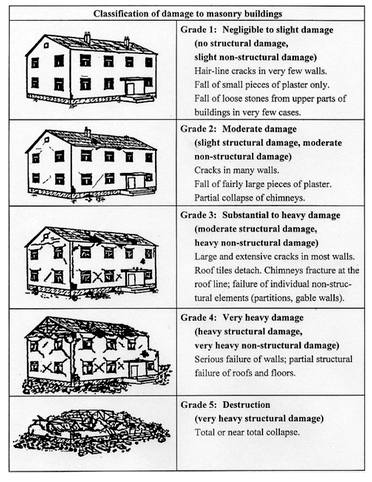 Classification of damage to masonry buildings
Grade 1: Negligible to slight damage
(no structural damage,
slight non-structural damage)
Hair-line cracks in very few walls.
Fall of small pieces of plaster only.
Fall of loose stones from upper parts of
buildings in very few cases.
Grade 2: Moderate damage
(slight structural damage, moderate
non-structural damage)
Cracks in many walls.
Fall of fairly large pieces of plaster.
Partial collapse of chimneys.
Grade 3: Substantial to heavy damage
(moderate structural damage,
heavy non-structural damage)
Large and extensive cracks in most walls.
Roof tiles detach. Chimneys fracture at the
roof line; failure of individual non-struc-
tural elements (partitions, gable walls).
Grade 4: Very heavy damage
(heavy structural damage,
very heavy non-structural damage)
Serious failure of walls; partial structural
failure of roofs and floors.
Grade 5: Destruction
(very heavy structural damage)
Total or near total collapse.